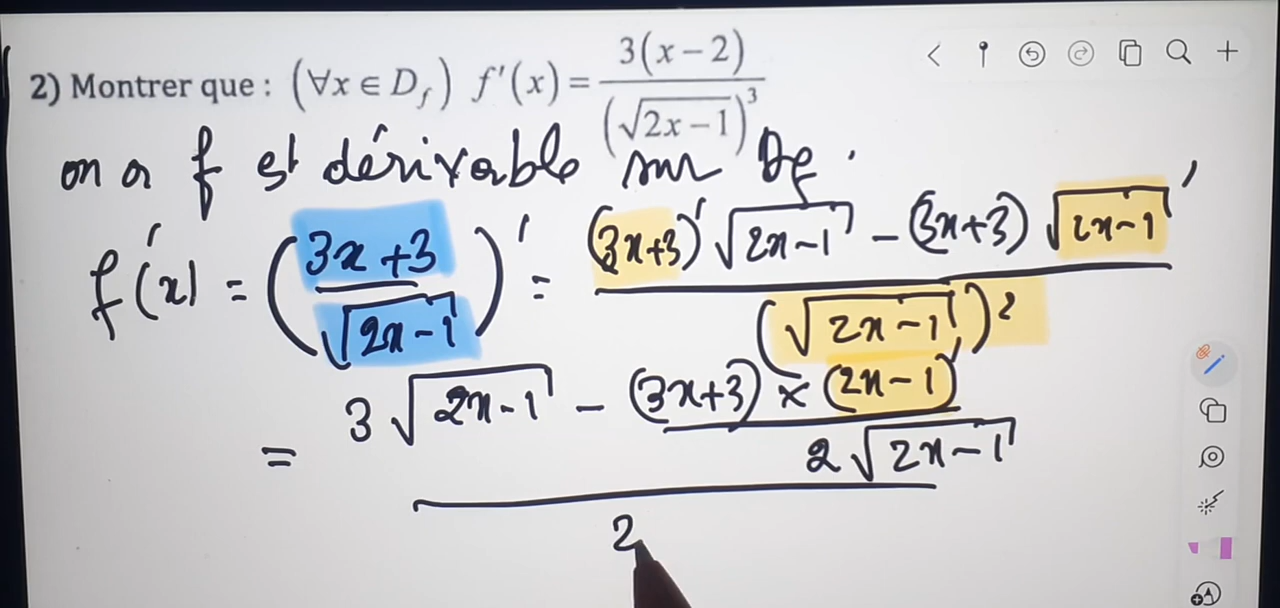 2) Montrer que : (∀x ∈ D_f) f'(x) = 3(x−2) / (√(2x−1))³
on a f est dérivable sur Df.
f'(x) = ((3x+3) / √(2x−1))' = ((3x+3)' √(2x−1) − (3x+3) √(2x−1)') / (√(2x−1))²
= (3√(2x−1) − (3x+3) × (2x−1)' / (2√(2x−1))) / 2